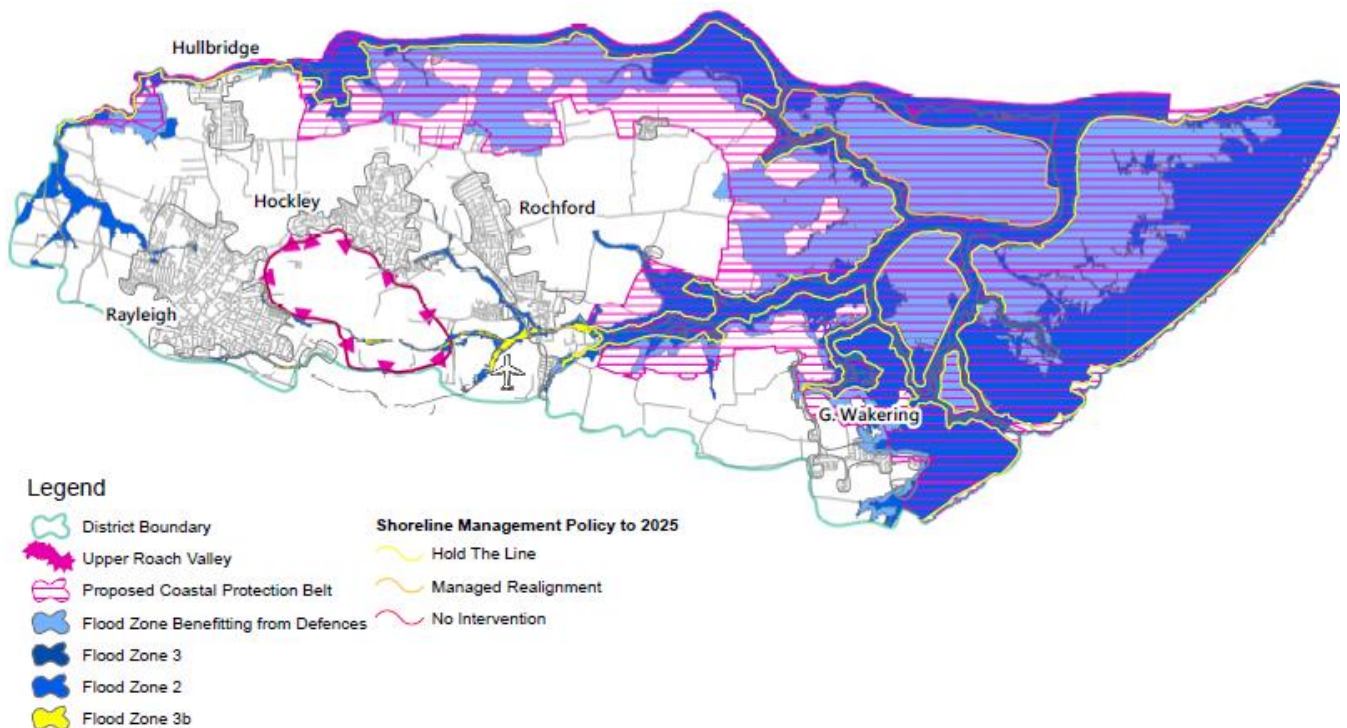 Hullbridge
Hockley
Rochford
Rayleigh
G. Wakering
Legend
District Boundary
Upper Roach Valley
Proposed Coastal Protection Belt
Flood Zone Benefitting from Defences
Flood Zone 3
Flood Zone 2
Flood Zone 3b
Shoreline Management Policy to 2025
Hold The Line
Managed Realignment
No Intervention